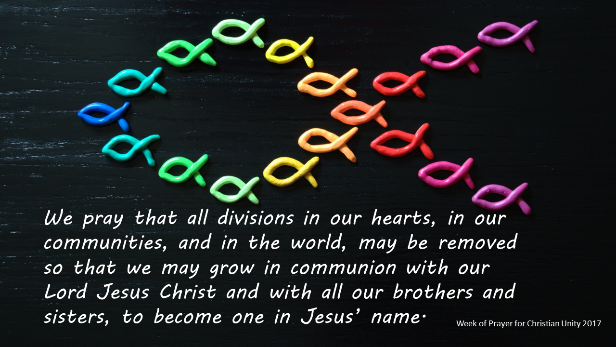 We pray that all divisions in our hearts, in our
communities, and in the world, may be removed
so that we may grow in communion with our
Lord Jesus Christ and with all our brothers and
sisters, to become one in Jesus’ name.
Week of Prayer for Christian Unity 2017